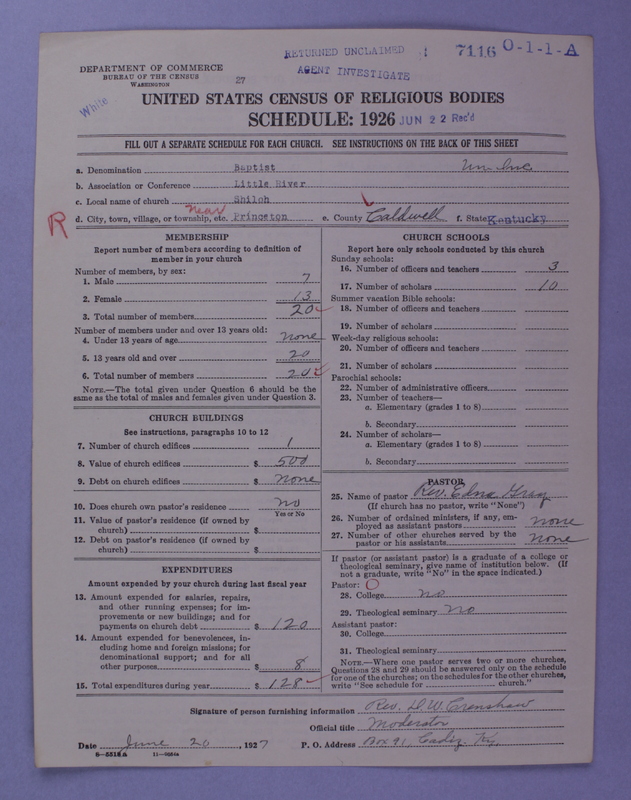 RETURNED UNCLAIMED
AGENT INVESTIGATE
7116 O-1-1-A
DEPARTMENT OF COMMERCE
BUREAU OF THE CENSUS
WASHINGTON
27
White
UNITED STATES CENSUS OF RELIGIOUS BODIES
SCHEDULE: 1926 JUN 22 Rec'd
FILL OUT A SEPARATE SCHEDULE FOR EACH CHURCH. SEE INSTRUCTIONS ON THE BACK OF THIS SHEET
a. Denomination Baptist
b. Association or Conference Little River
c. Local name of church Shiloh
near
R d. City, town, village, or township, etc. Princeton e. County Caldwell f. State Kentucky
MEMBERSHIP
Report number of members according to definition of
member in your church
Number of members, by sex:
1. Male 7
2. Female 13
3. Total number of members 20
Number of members under and over 13 years old:
4. Under 13 years of age none
5. 13 years old and over 20
6. Total number of members 20
NOTE.—The total given under Question 6 should be the
same as the total of males and females given under Question 3.
CHURCH BUILDINGS
See instructions, paragraphs 10 to 12
7. Number of church edifices 1
8. Value of church edifices $ 500
9. Debt on church edifices $ none
10. Does church own pastor's residence no
Yes or No
11. Value of pastor's residence (if owned by
church) $
12. Debt on pastor's residence (if owned by
church) $
EXPENDITURES
Amount expended by your church during last fiscal year
13. Amount expended for salaries, repairs,
and other running expenses; for im-
provements or new buildings; and for
payments on church debt $ 120
14. Amount expended for benevolences, in-
cluding home and foreign missions; for
denominational support; and for all
other purposes $ 8
15. Total expenditures during year $ 128
CHURCH SCHOOLS
Report here only schools conducted by this church
Sunday schools:
16. Number of officers and teachers 3
17. Number of scholars 10
Summer vacation Bible schools:
18. Number of officers and teachers
19. Number of scholars
Week-day religious schools:
20. Number of officers and teachers
21. Number of scholars
Parochial schools:
22. Number of administrative officers
23. Number of teachers—
a. Elementary (grades 1 to 8)
b. Secondary
24. Number of scholars—
a. Elementary (grades 1 to 8)
b. Secondary
PASTOR
25. Name of pastor Rev.
(If church has no pastor, write "None")
26. Number of ordained ministers, if any, em-
ployed as assistant pastors none
27. Number of other churches served by the
pastor or his assistants none
If pastor (or assistant pastor) is a graduate of a college or
theological seminary, give name of institution below. (If
not a graduate, write "No" in the space indicated.)
Pastor: O
28. College no
29. Theological seminary no
Assistant pastor:
30. College
31. Theological seminary
NOTE.—Where one pastor serves two or more churches,
Questions 28 and 29 should be answered only on the schedule
for one of the churches; on the schedules for the other churches,
write "See schedule for church."
Signature of person furnishing information Rev. D. W. Crenshaw
Official title Moderator
Date June 20, 1927 P. O. Address Box 91, Cadiz, Ky.